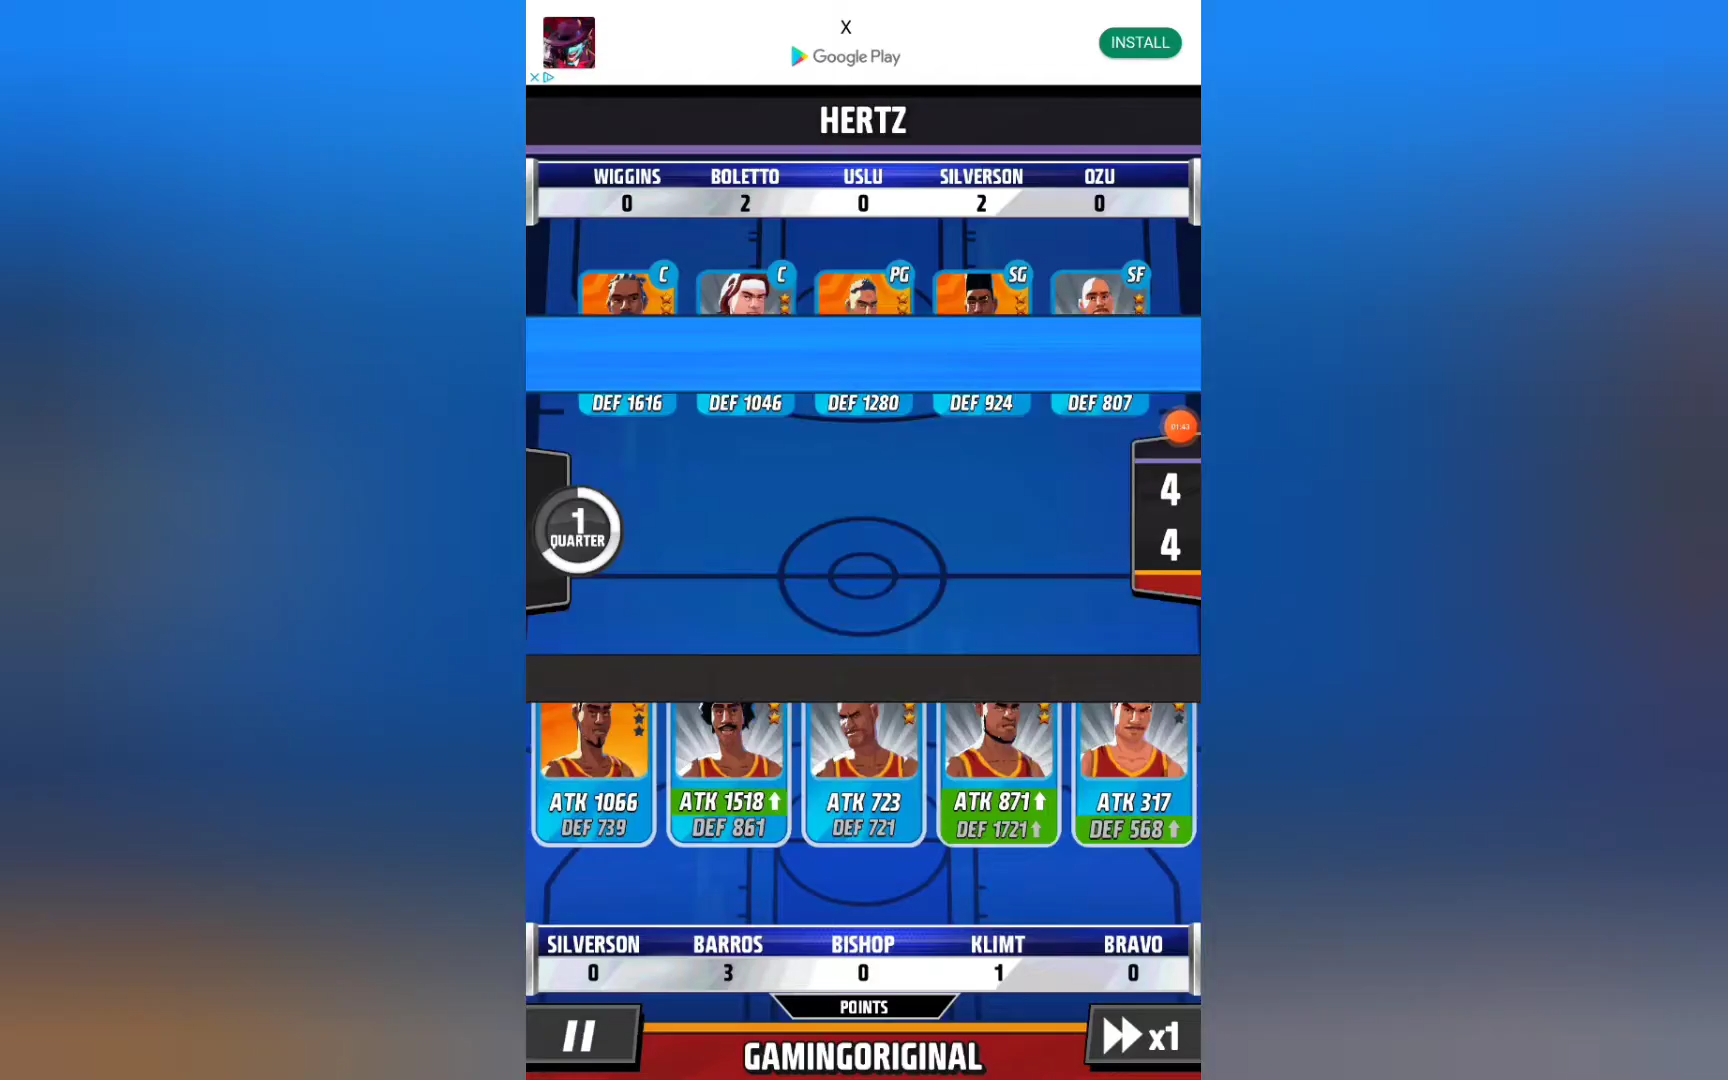 X
Google Play
INSTALL
HERTZ
WIGGINS BOLETTO USLU SILVERSON OZU
0 2 0 2 0
C C PG SG SF
DEF 1616 DEF 1046 DEF 1280 DEF 924 DEF 807
01:43
4
1
QUARTER
4
ATK 1066 ATK 1518 ATK 723 ATK 871 ATK 317
DEF 739 DEF 861 DEF 721 DEF 1721 DEF 568
SILVERSON BARROS BISHOP KLIMT BRAVO
0 3 0 1 0
POINTS
x1
GAMINGORIGINAL